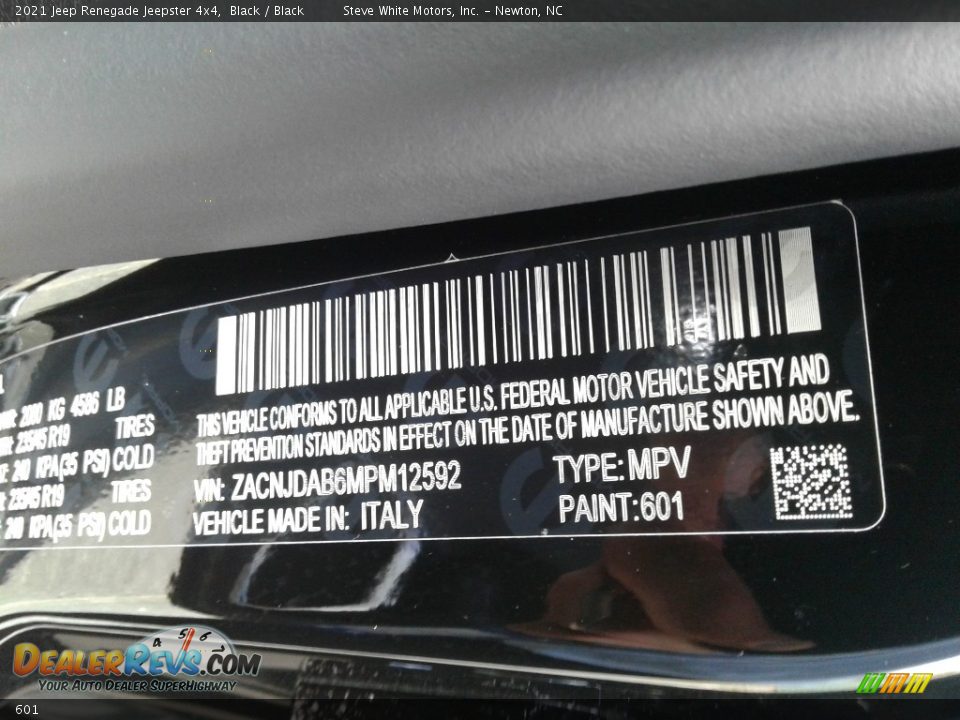 2021 Jeep Renegade Jeepster 4x4, Black / Black Steve White Motors, Inc. - Newton, NC
KG 4586 LB
235/45 R19 TIRES
240 KPA(35 PSI) COLD
235/45 R19 TIRES
240 KPA(35 PSI) COLD
THIS VEHICLE CONFORMS TO ALL APPLICABLE U.S. FEDERAL MOTOR VEHICLE SAFETY AND
THEFT PREVENTION STANDARDS IN EFFECT ON THE DATE OF MANUFACTURE SHOWN ABOVE.
VIN: ZACNJDAB6MPM12592 TYPE: MPV
VEHICLE MADE IN: ITALY PAINT: 601
4 5 6
DEALERREVS.COM
YOUR AUTO DEALER SUPERHIGHWAY
601